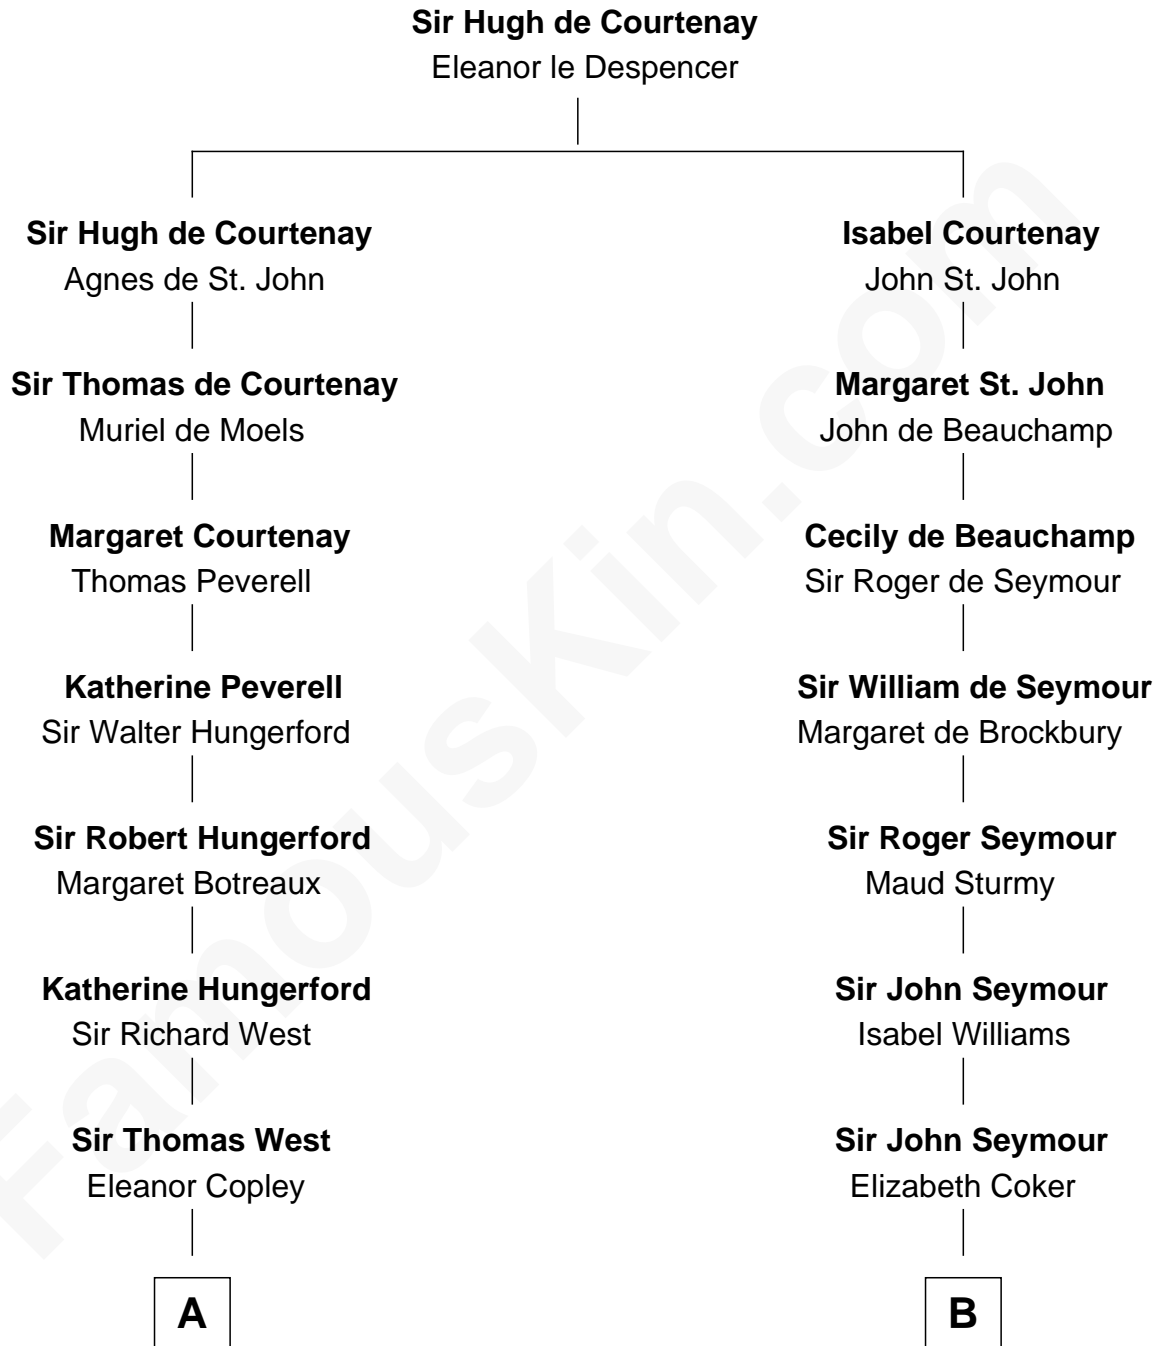 Sir Hugh de Courtenay
Eleanor le Despencer
Sir Hugh de Courtenay
Agnes de St. John
Isabel Courtenay
John St. John
Sir Thomas de Courtenay
Muriel de Moels
Margaret St. John
John de Beauchamp
Margaret Courtenay
Thomas Peverell
Cecily de Beauchamp
Sir Roger de Seymour
Katherine Peverell
Sir Walter Hungerford
Sir William de Seymour
Margaret de Brockbury
Sir Robert Hungerford
Margaret Botreaux
Sir Roger Seymour
Maud Sturmy
Katherine Hungerford
Sir Richard West
Sir John Seymour
Isabel Williams
Sir Thomas West
Eleanor Copley
Sir John Seymour
Elizabeth Coker
A
B
FamousKin.com